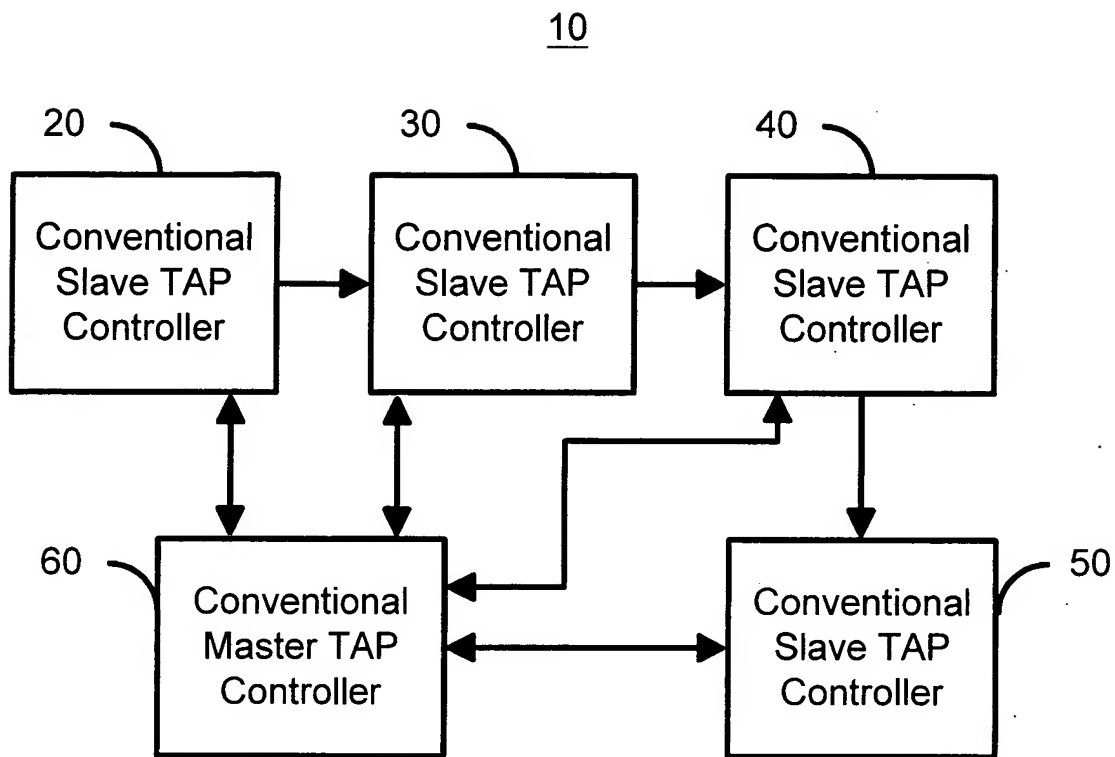 10
20
30
40
Conventional
Slave TAP
Controller
Conventional
Slave TAP
Controller
Conventional
Slave TAP
Controller
60
50
Conventional
Master TAP
Controller
Conventional
Slave TAP
Controller